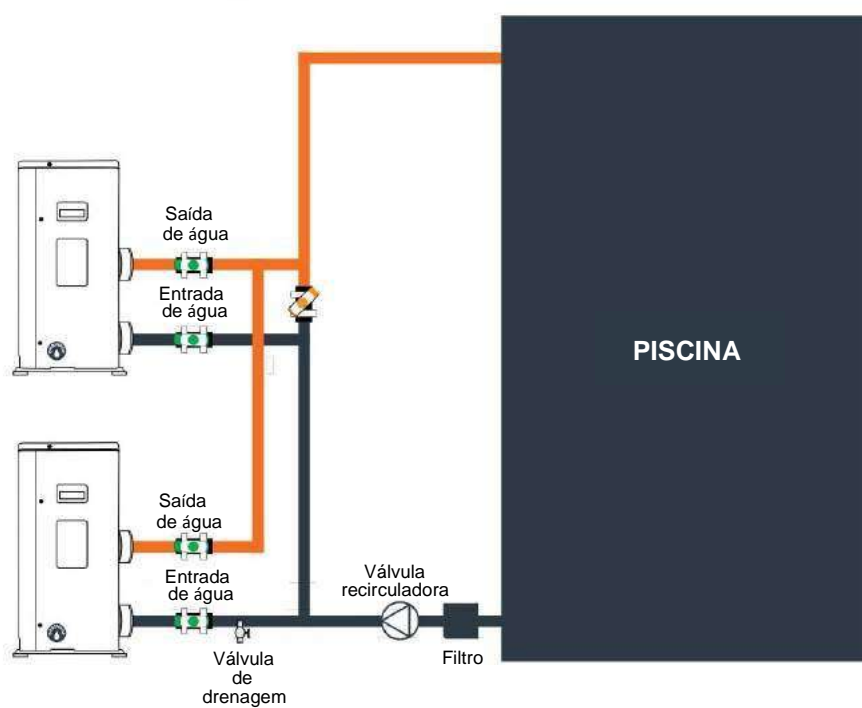 Saída
de água
Entrada
de água
PISCINA
Saída
de água
Entrada
de água
Válvula
recirculadora
Válvula
de
drenagem
Filtro